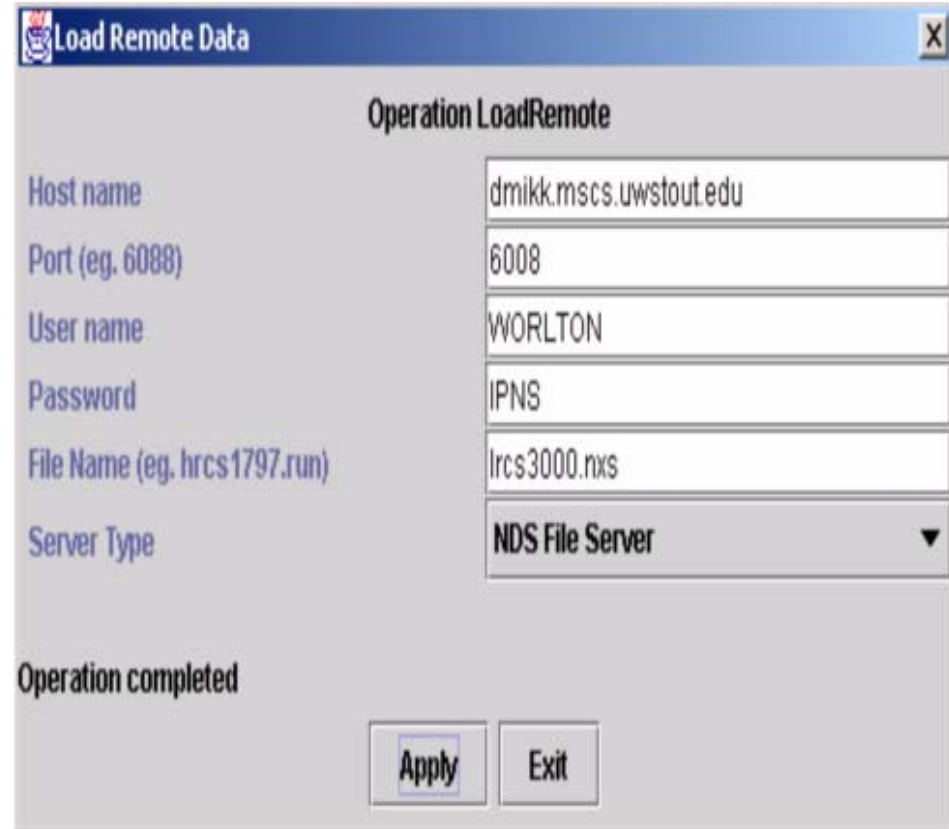 Load Remote Data
Operation LoadRemote
Host name dmikk.mscs.uwstout.edu
Port (eg. 6088) 6008
User name WORLTON
Password IPNS
File Name (eg. hrcs1797.run) lrcs3000.nxs
Server Type NDS File Server
Operation completed
Apply Exit